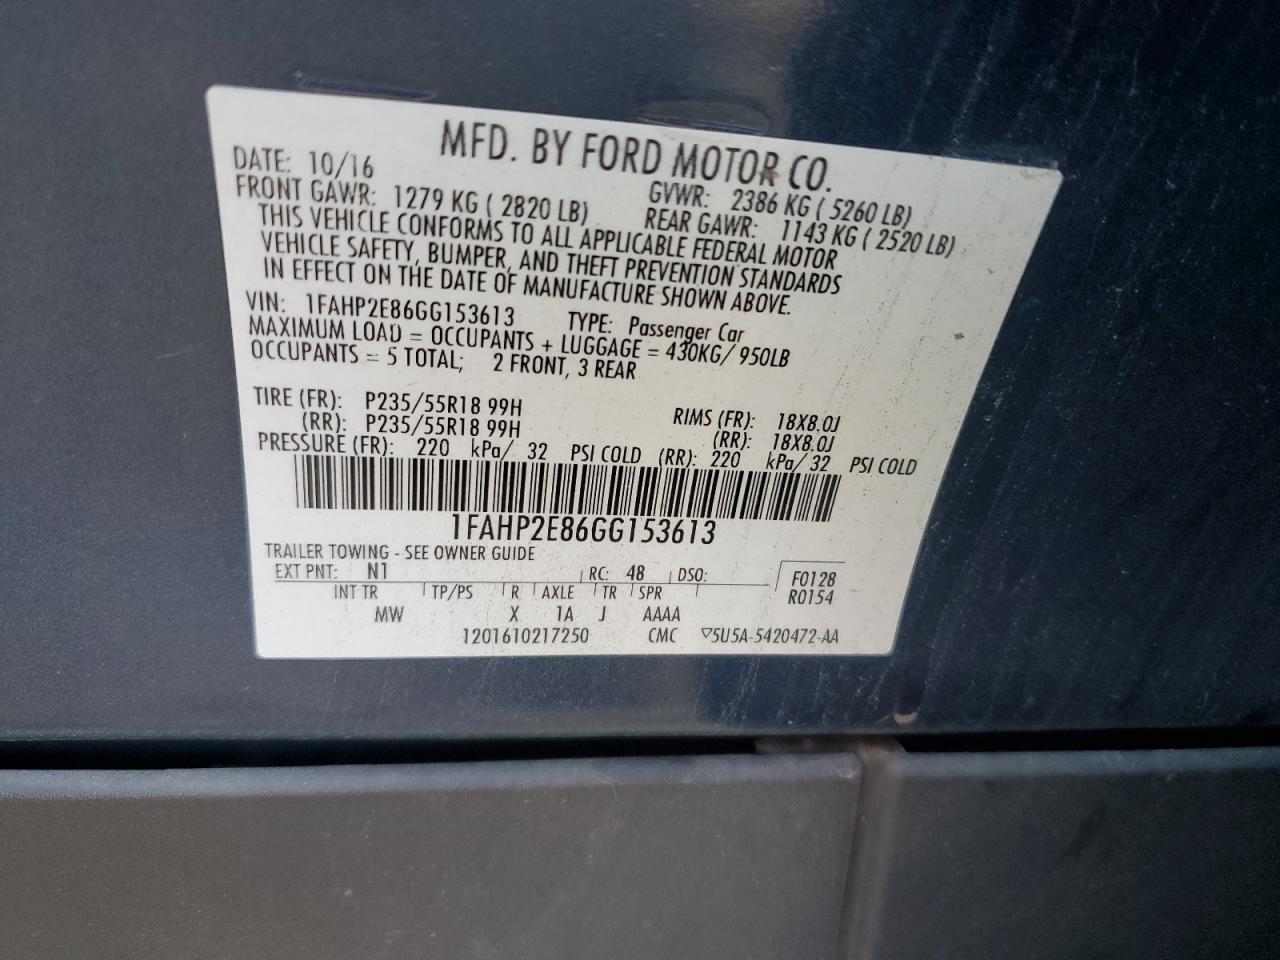 MFD. BY FORD MOTOR CO.
DATE: 10/16 GVWR: 2386 KG ( 5260 LB)
FRONT GAWR: 1279 KG ( 2820 LB) REAR GAWR: 1143 KG ( 2520 LB)
THIS VEHICLE CONFORMS TO ALL APPLICABLE FEDERAL MOTOR
VEHICLE SAFETY, BUMPER, AND THEFT PREVENTION STANDARDS
IN EFFECT ON THE DATE OF MANUFACTURE SHOWN ABOVE.
VIN: 1FAHP2E86GG153613 TYPE: Passenger Car
MAXIMUM LOAD = OCCUPANTS + LUGGAGE = 430KG/ 950LB
OCCUPANTS = 5 TOTAL; 2 FRONT, 3 REAR
TIRE (FR): P235/55R18 99H RIMS (FR): 18X8.0J
(RR): P235/55R18 99H (RR): 18X8.0J
PRESSURE (FR): 220 kPa/ 32 PSI COLD (RR): 220 kPa/ 32 PSI COLD
1FAHP2E86GG153613
TRAILER TOWING - SEE OWNER GUIDE
EXT PNT: N1 RC: 48 DSO: F0128
INT TR TP/PS R AXLE TR SPR R0154
MW X 1A J AAAA
1201610217250 CMC ▽5U5A-5420472-AA